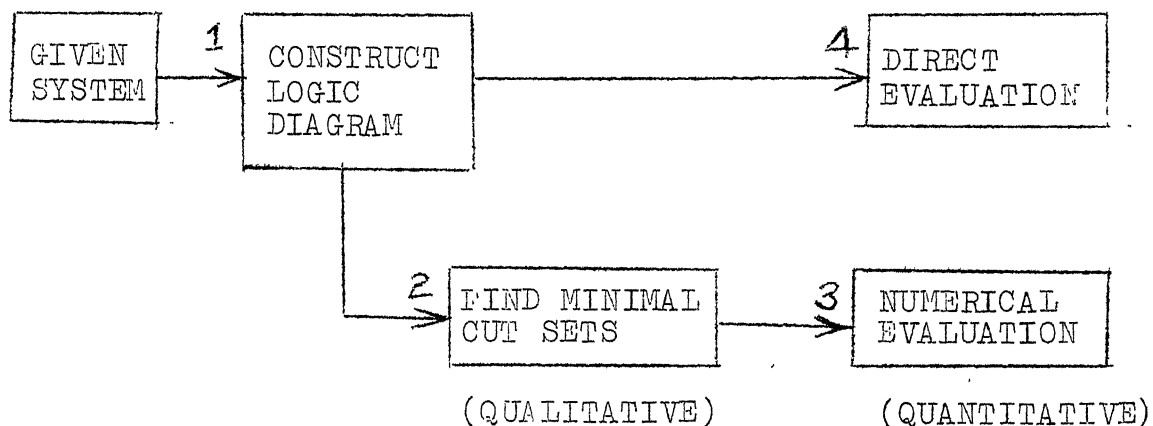 1
GIVEN
SYSTEM
CONSTRUCT
LOGIC
DIAGRAM
4
DIRECT
EVALUATION
2
FIND MINIMAL
CUT SETS
(QUALITATIVE)
3
NUMERICAL
EVALUATION
(QUANTITATIVE)